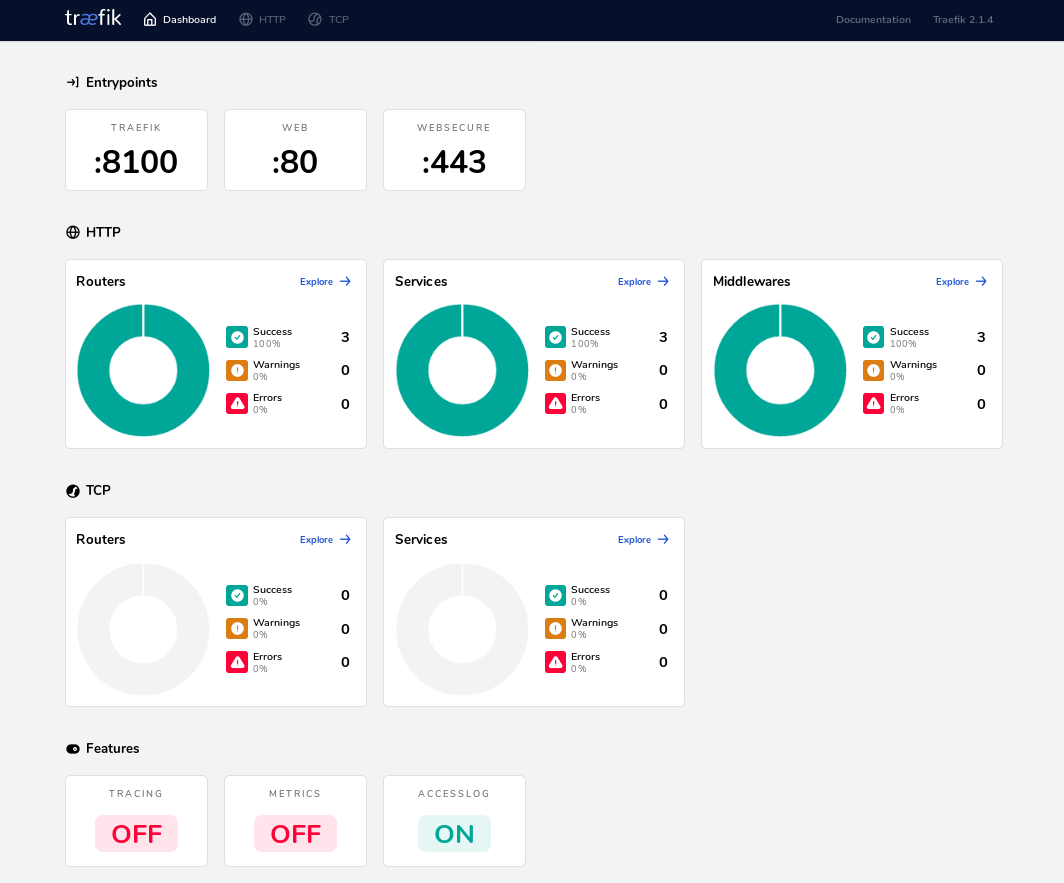 træfik Dashboard HTTP TCP Documentation Traefik 2.1.4
Entrypoints
TRAEFIK WEB WEBSECURE
:8100 :80 :443
HTTP
Routers Explore
Success 3
100%
Warnings 0
0%
Errors 0
0%
Services Explore
Success 3
100%
Warnings 0
0%
Errors 0
0%
Middlewares Explore
Success 3
100%
Warnings 0
0%
Errors 0
0%
TCP
Routers Explore
Success 0
0%
Warnings 0
0%
Errors 0
0%
Services Explore
Success 0
0%
Warnings 0
0%
Errors 0
0%
Features
TRACING METRICS ACCESSLOG
OFF OFF ON